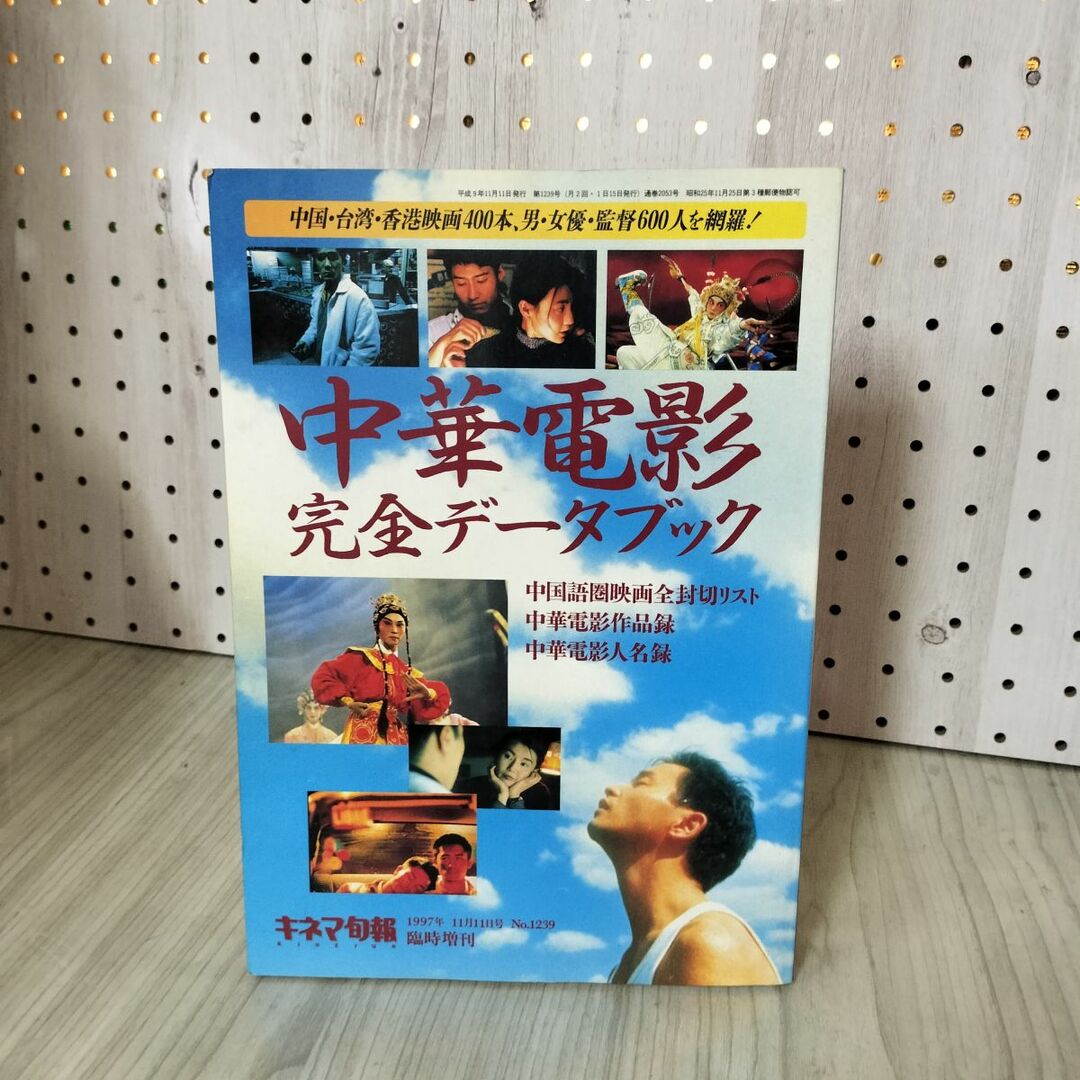 平成9年11月11日発行 第1239号(月2回・1日15日発行)通巻2053号 昭和25年11月25日第3種郵便物認可
中国・台湾・香港映画400本、男・女優・監督600人を網羅!
中華電影
完全データブック
中国語圏映画全封切リスト
中華電影作品録
中華電影人名録
キネマ旬報
KINEJUN
1997年 11月11日号 No.1239
臨時増刊